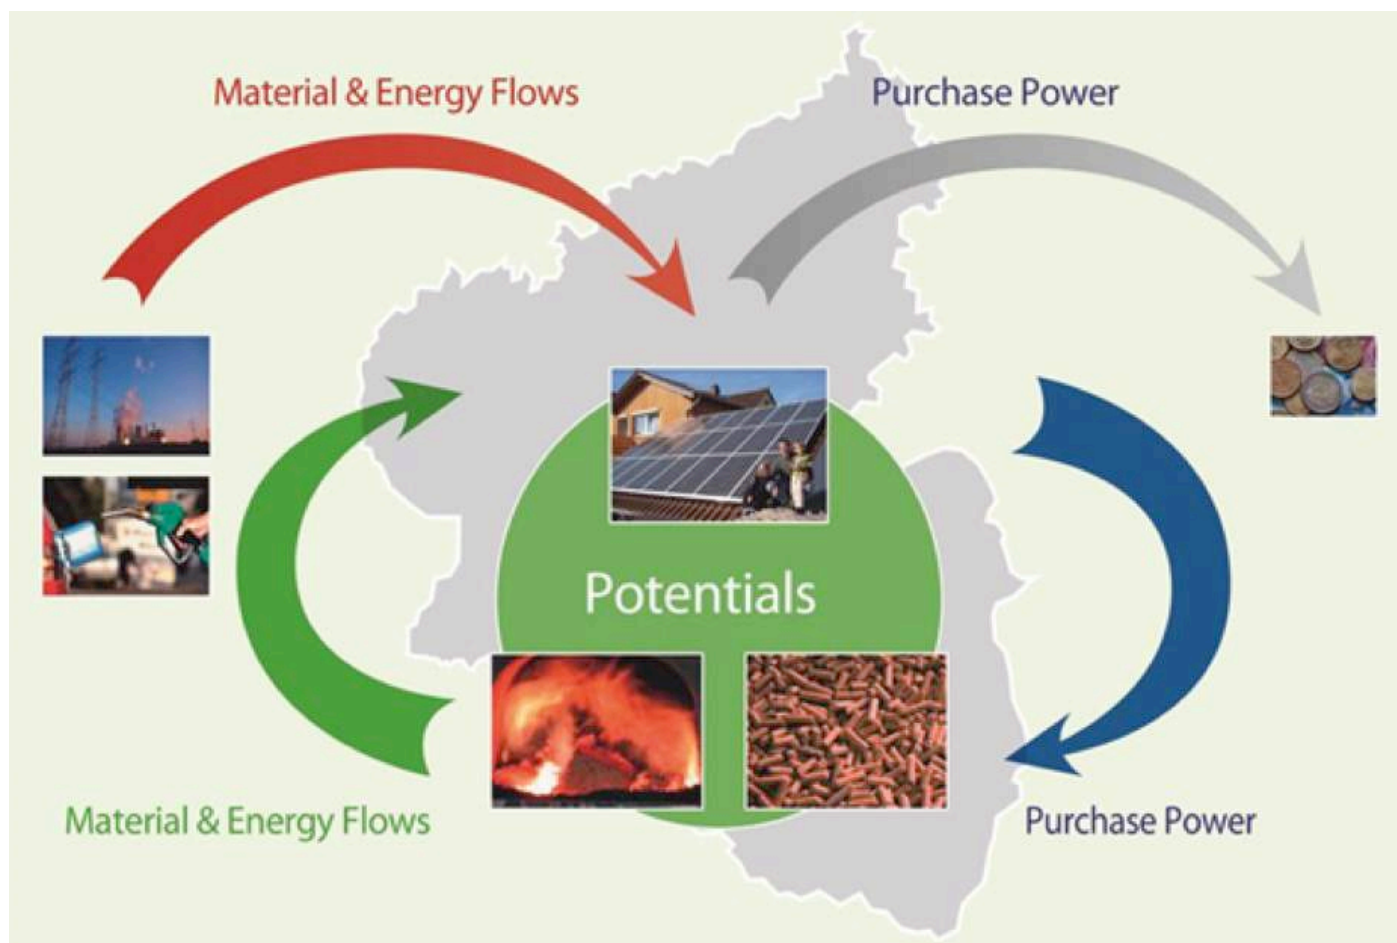 Material & Energy Flows
Purchase Power
Potentials
Material & Energy Flows
Purchase Power